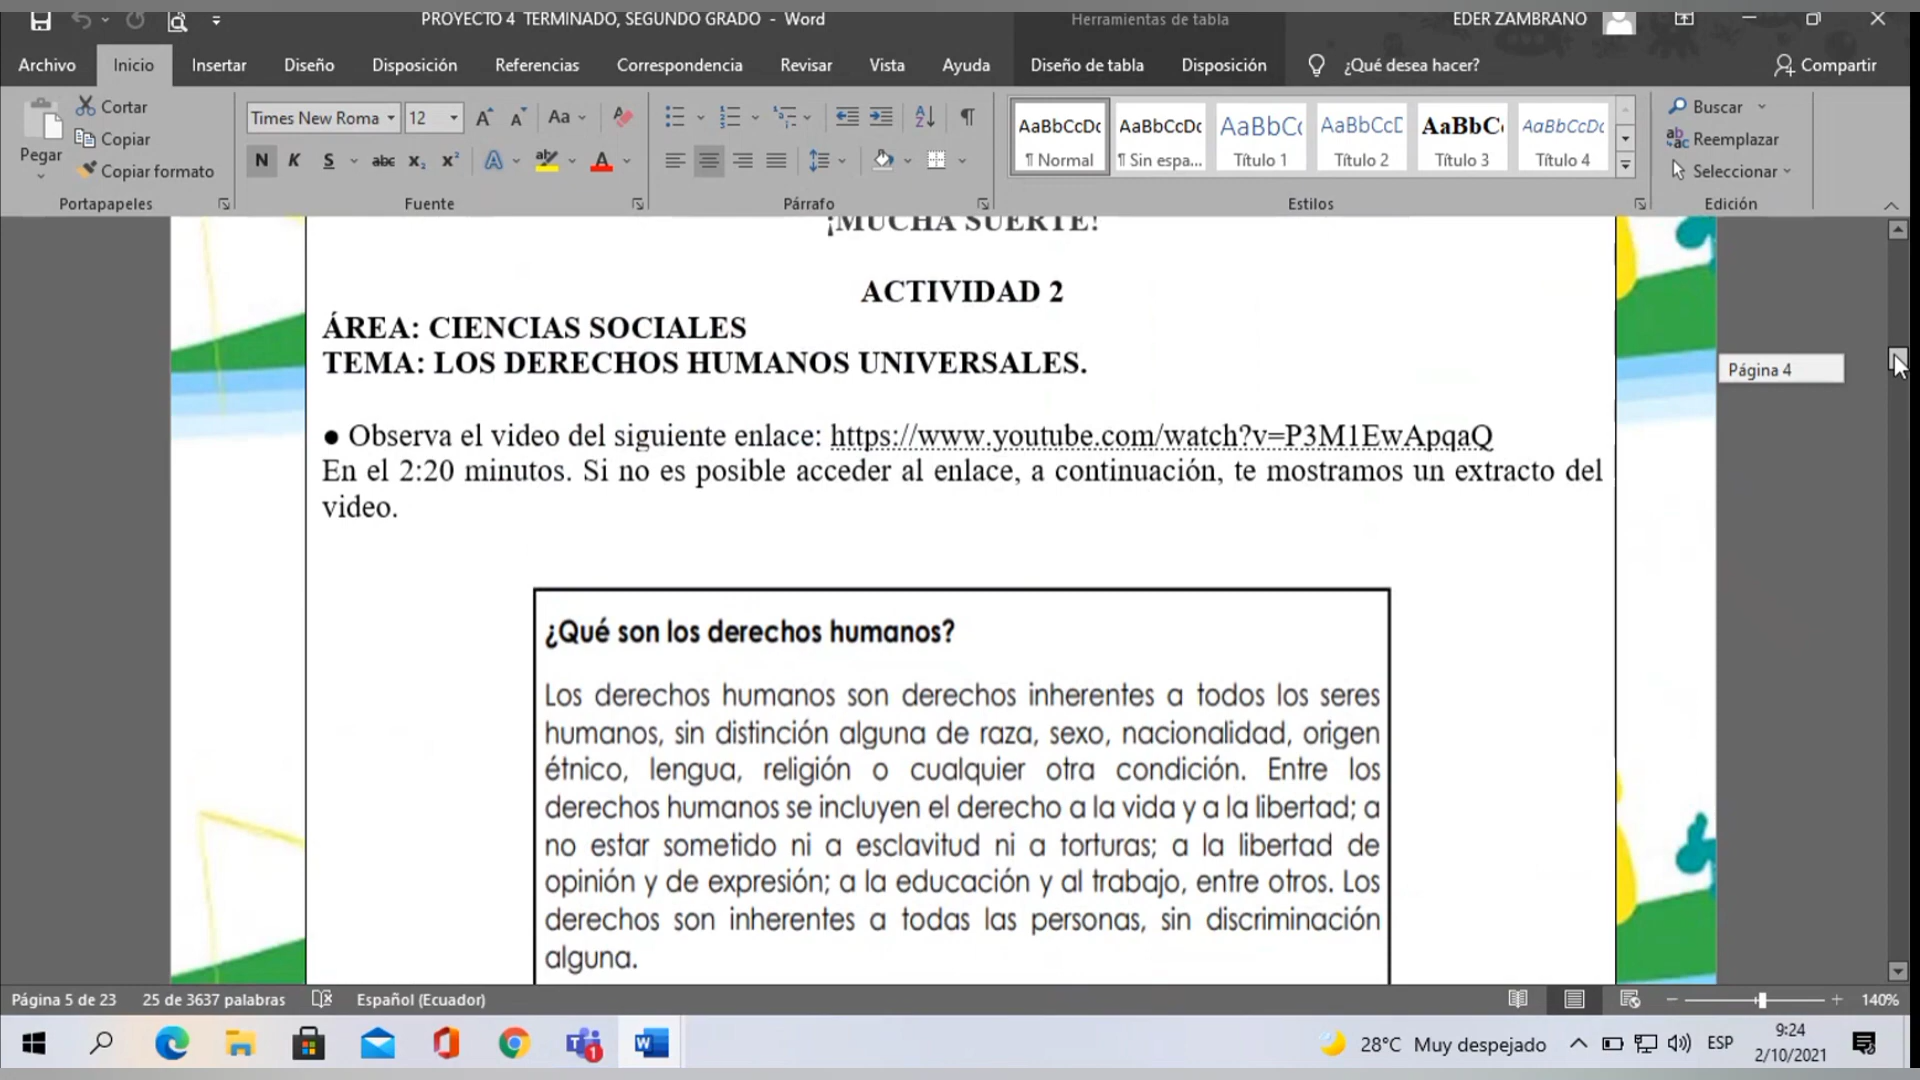 PROYECTO 4 TERMINADO, SEGUNDO GRADO - Word
Herramientas de tabla
EDER ZAMBRANO
Archivo
Inicio
Insertar
Diseño
Disposición
Referencias
Correspondencia
Revisar
Vista
Ayuda
Diseño de tabla
Disposición
¿Qué desea hacer?
Compartir
Pegar
Cortar
Copiar
Copiar formato
Portapapeles
Times New Roma
12
Aa
N K S abc x₂ x²
A
Fuente
Párrafo
AaBbCcDc
¶ Normal
AaBbCcDc
¶ Sin espa...
AaBbCc
Título 1
AaBbCcD
Título 2
AaBbC
Título 3
AaBbCcDc
Título 4
Estilos
Buscar
Reemplazar
Seleccionar
Edición
¡MUCHA SUERTE!
ACTIVIDAD 2
ÁREA: CIENCIAS SOCIALES
TEMA: LOS DERECHOS HUMANOS UNIVERSALES.
● Observa el video del siguiente enlace: https://www.youtube.com/watch?v=P3M1EwApqaQ
En el 2:20 minutos. Si no es posible acceder al enlace, a continuación, te mostramos un extracto del
video.
¿Qué son los derechos humanos?
Los derechos humanos son derechos inherentes a todos los seres
humanos, sin distinción alguna de raza, sexo, nacionalidad, origen
étnico, lengua, religión o cualquier otra condición. Entre los
derechos humanos se incluyen el derecho a la vida y a la libertad; a
no estar sometido ni a esclavitud ni a torturas; a la libertad de
opinión y de expresión; a la educación y al trabajo, entre otros. Los
derechos son inherentes a todas las personas, sin discriminación
alguna.
Página 4
Página 5 de 23
25 de 3637 palabras
Español (Ecuador)
140%
1
28°C Muy despejado
ESP
9:24
2/10/2021